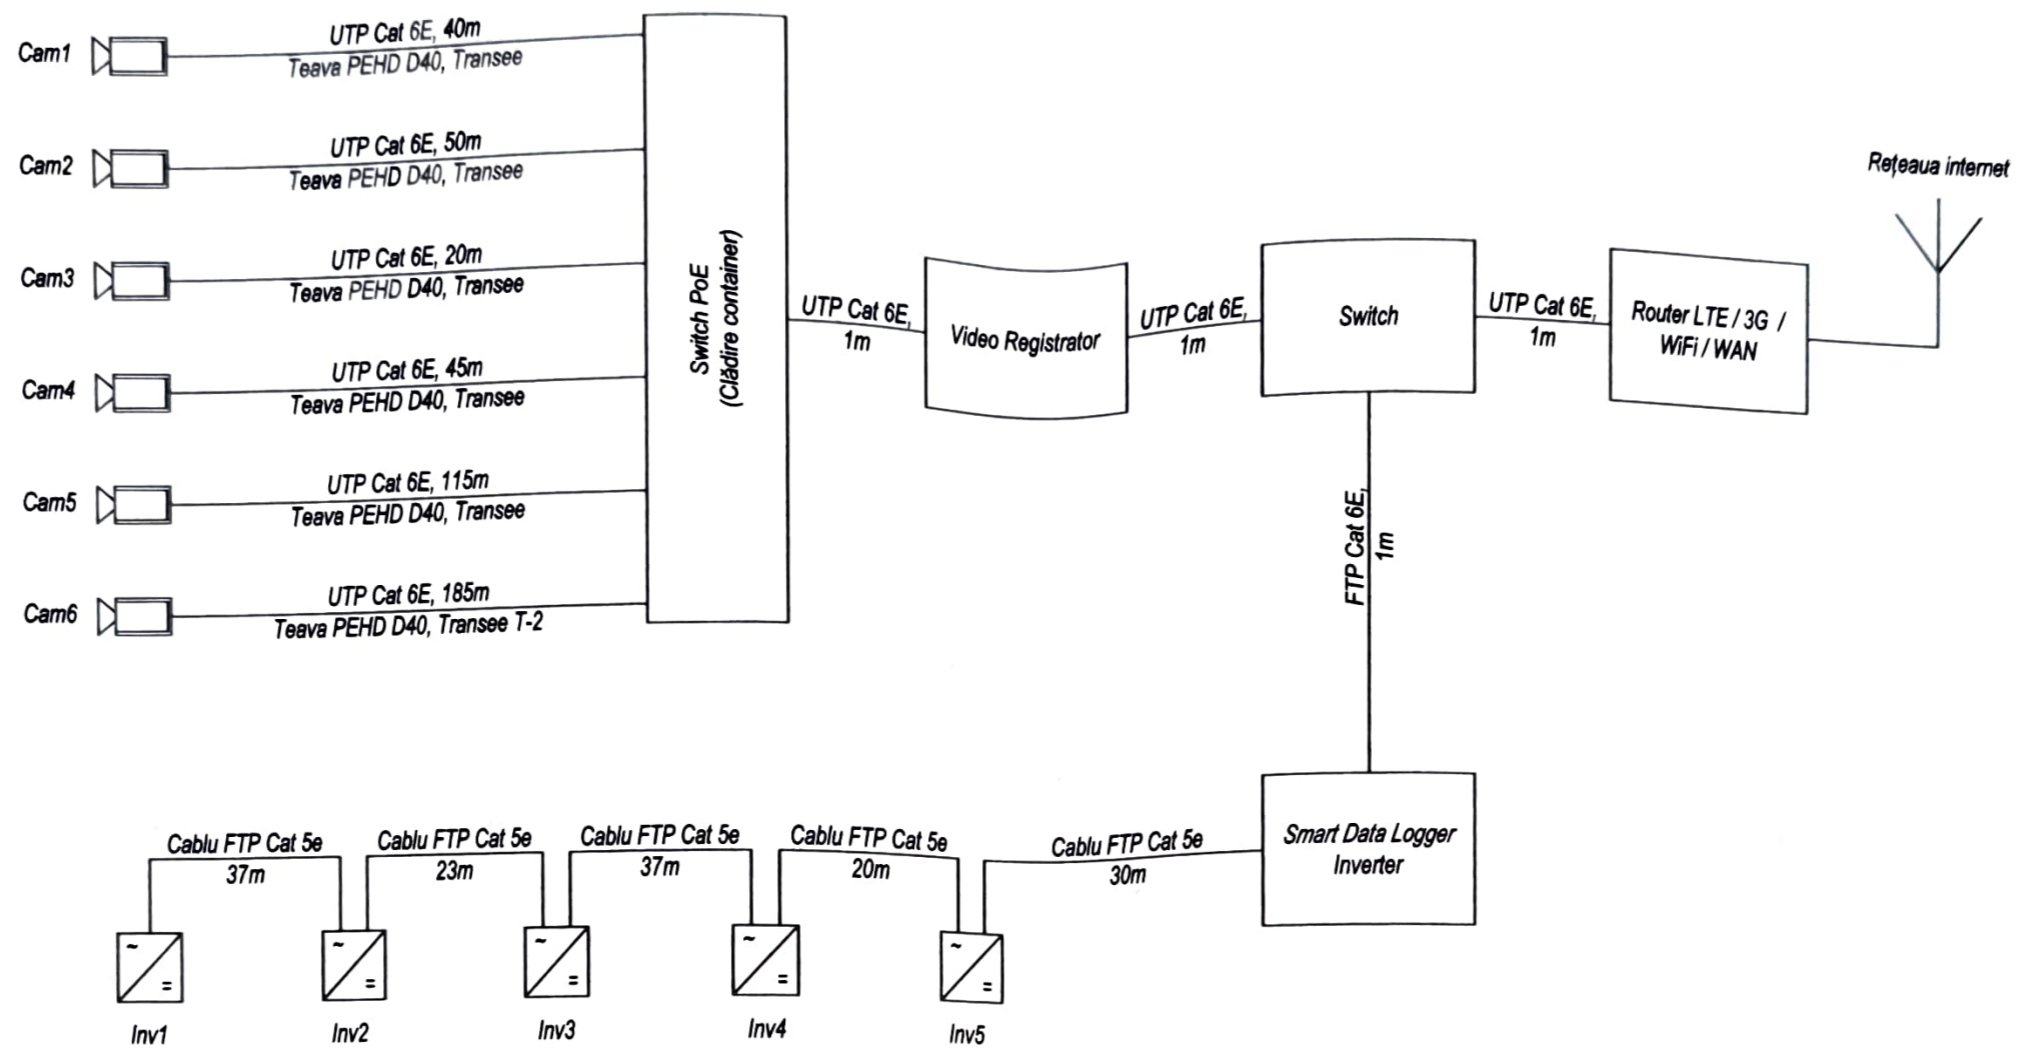 Cam1
UTP Cat 6E, 40m
Teava PEHD D40, Transee
Cam2
UTP Cat 6E, 50m
Teava PEHD D40, Transee
Cam3
UTP Cat 6E, 20m
Teava PEHD D40, Transee
Cam4
UTP Cat 6E, 45m
Teava PEHD D40, Transee
Cam5
UTP Cat 6E, 115m
Teava PEHD D40, Transee
Cam6
UTP Cat 6E, 185m
Teava PEHD D40, Transee T-2
Switch PoE
(Clădire container)
UTP Cat 6E,
1m
Video Registrator
UTP Cat 6E,
1m
Switch
UTP Cat 6E,
1m
Router LTE / 3G /
WiFi / WAN
Rețeaua internet
FTP Cat 6E,
1m
Smart Data Logger
Inverter
Cablu FTP Cat 5e
37m
Cablu FTP Cat 5e
23m
Cablu FTP Cat 5e
37m
Cablu FTP Cat 5e
20m
Cablu FTP Cat 5e
30m
~
=
~
=
~
=
~
=
~
=
Inv1
Inv2
Inv3
Inv4
Inv5